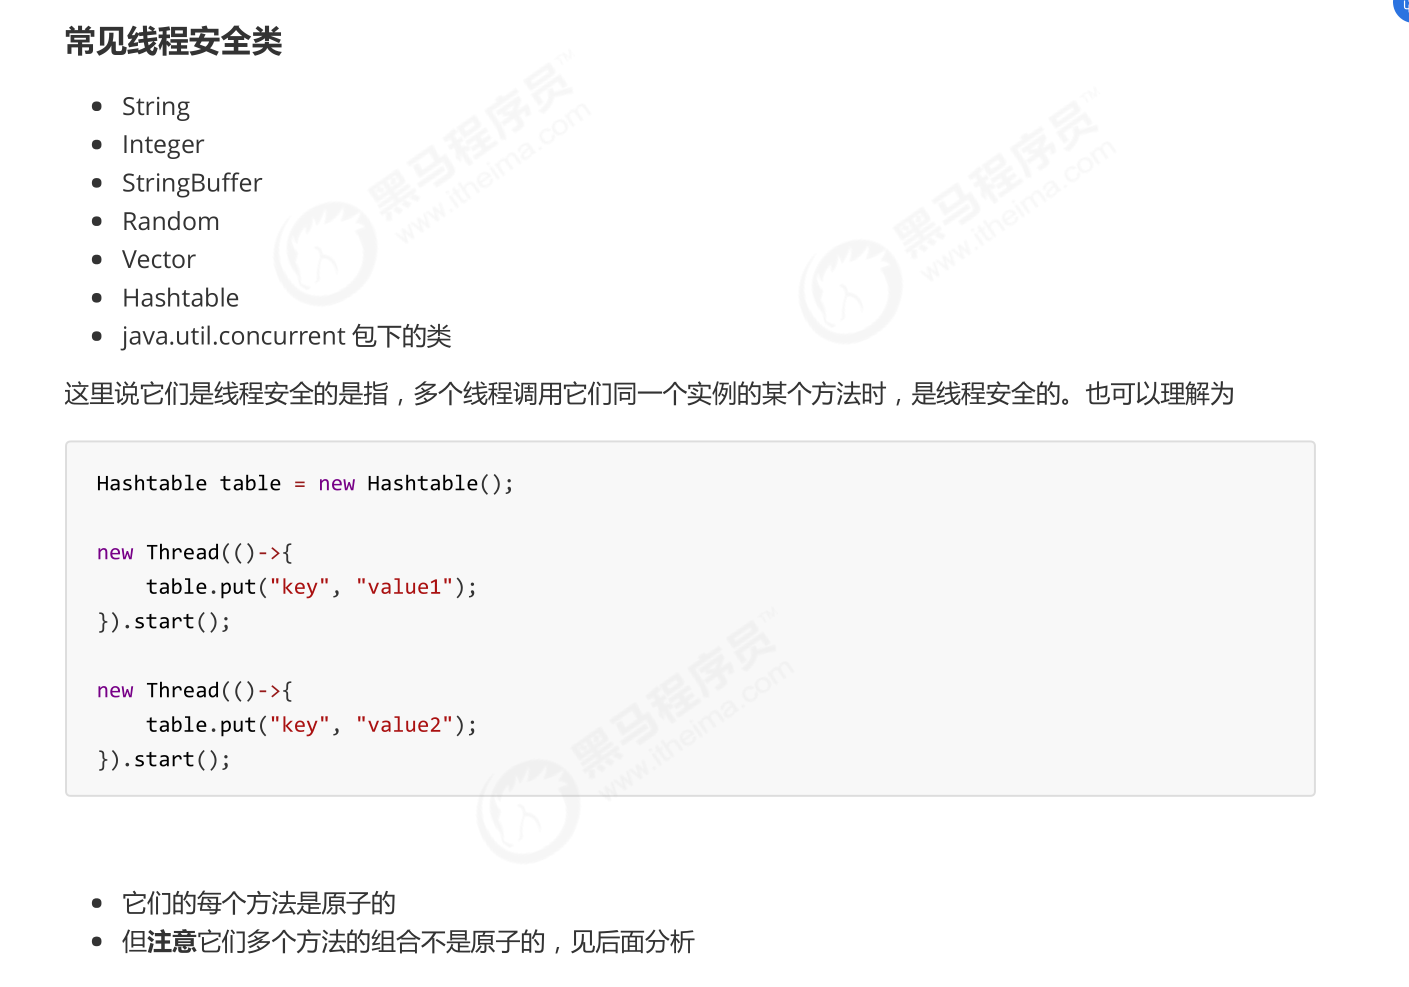 常见线程安全类
String
Integer
StringBuffer
Random
Vector
Hashtable
java.util.concurrent 包下的类
这里说它们是线程安全的是指，多个线程调用它们同一个实例的某个方法时，是线程安全的。也可以理解为
Hashtable table = new Hashtable();
new Thread(()->{
    table.put("key", "value1");
}).start();
new Thread(()->{
    table.put("key", "value2");
}).start();
它们的每个方法是原子的
但注意它们多个方法的组合不是原子的，见后面分析
黑马程序员™
www.itheima.com
黑马程序员™
www.itheima.com
黑马程序员™
www.itheima.com